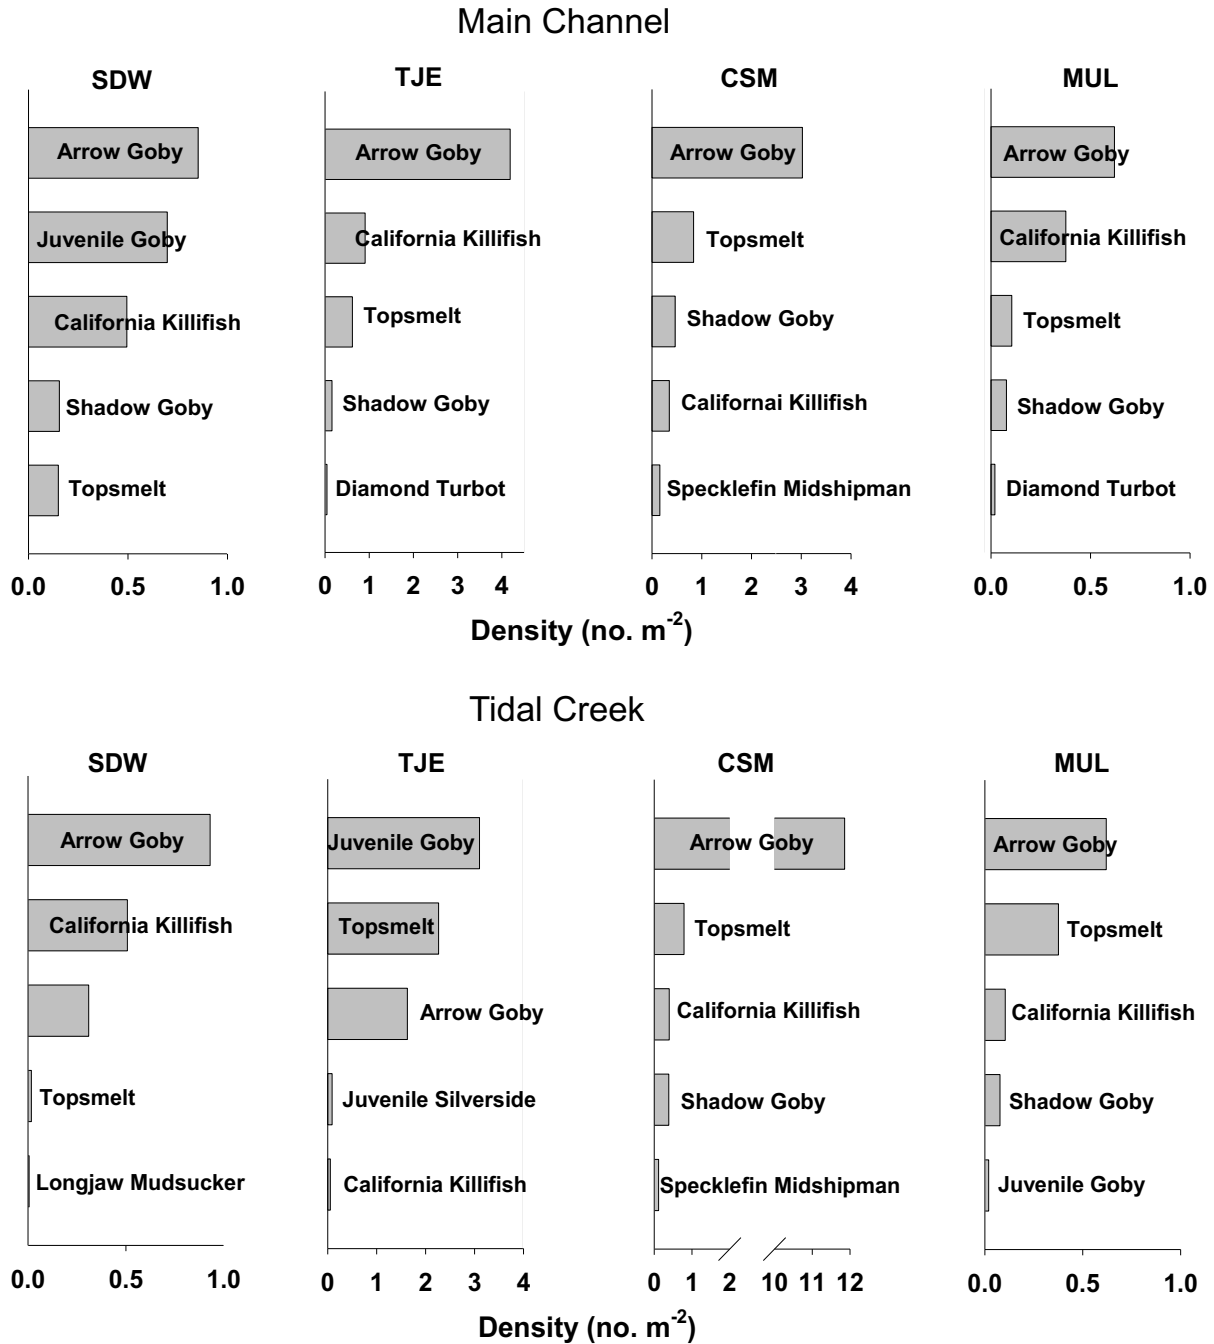 Main Channel
SDW
Arrow Goby
Juvenile Goby
California Killifish
Shadow Goby
Topsmelt
0.0 0.5 1.0
TJE
Arrow Goby
California Killifish
Topsmelt
Shadow Goby
Diamond Turbot
0 1 2 3 4
CSM
Arrow Goby
Topsmelt
Shadow Goby
Californai Killifish
Specklefin Midshipman
0 1 2 3 4
MUL
Arrow Goby
California Killifish
Topsmelt
Shadow Goby
Diamond Turbot
0.0 0.5 1.0
Density (no. m-2)
Tidal Creek
SDW
Arrow Goby
California Killifish
Topsmelt
Longjaw Mudsucker
0.0 0.5 1.0
TJE
Juvenile Goby
Topsmelt
Arrow Goby
Juvenile Silverside
California Killifish
0 1 2 3 4
CSM
Arrow Goby
Topsmelt
California Killifish
Shadow Goby
Specklefin Midshipman
0 1 2 10 11 12
MUL
Arrow Goby
Topsmelt
California Killifish
Shadow Goby
Juvenile Goby
0.0 0.5 1.0
Density (no. m-2)